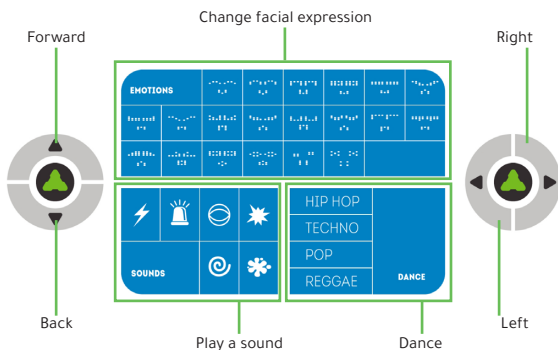 Change facial expression
Forward
Right
EMOTIONS
SOUNDS
HIP HOP
TECHNO
POP
REGGAE
DANCE
Back
Left
Play a sound
Dance